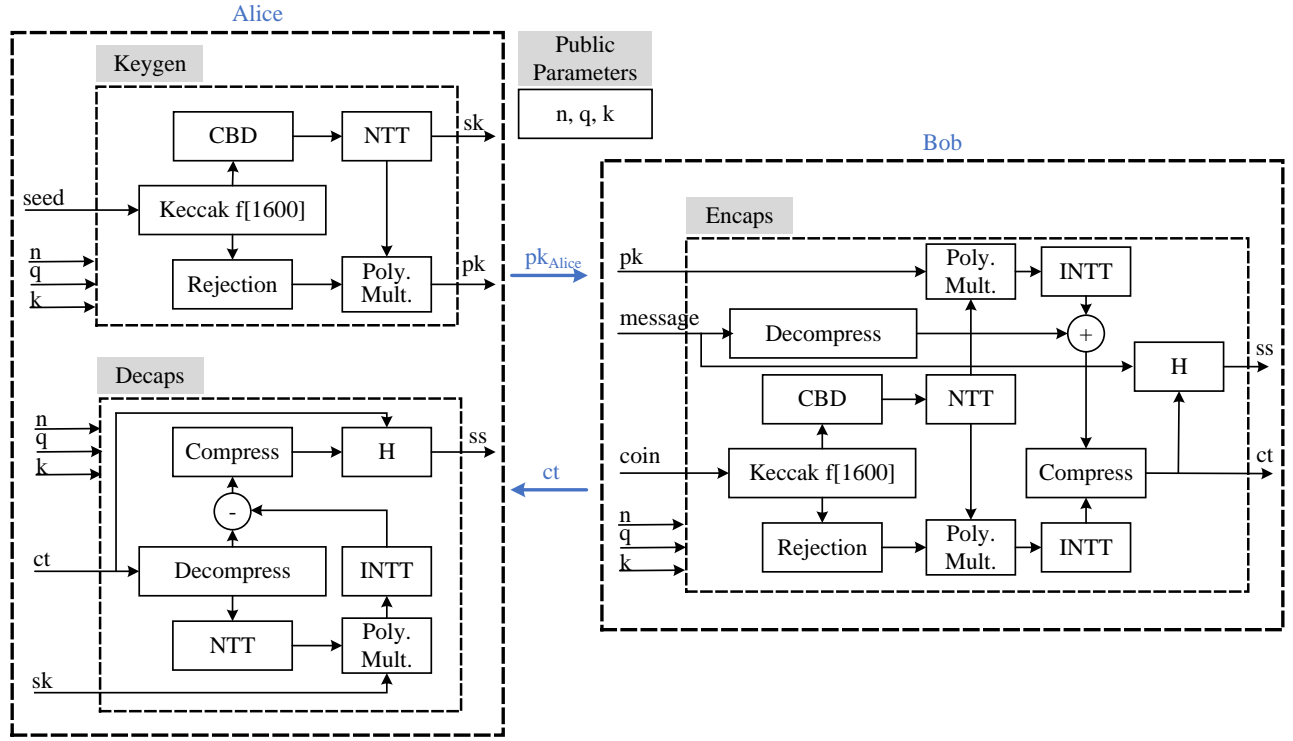 Alice
Keygen
CBD
NTT
sk
seed
Keccak f[1600]
n
q
k
Rejection
Poly.
Mult.
pk
Public
Parameters
n, q, k
pkAlice
ct
Decaps
n
q
k
Compress
H
ss
-
ct
Decompress
INTT
NTT
Poly.
Mult.
sk
Bob
Encaps
pk
Poly.
Mult.
INTT
message
Decompress
+
H
ss
CBD
NTT
coin
Keccak f[1600]
Compress
ct
n
q
k
Rejection
Poly.
Mult.
INTT